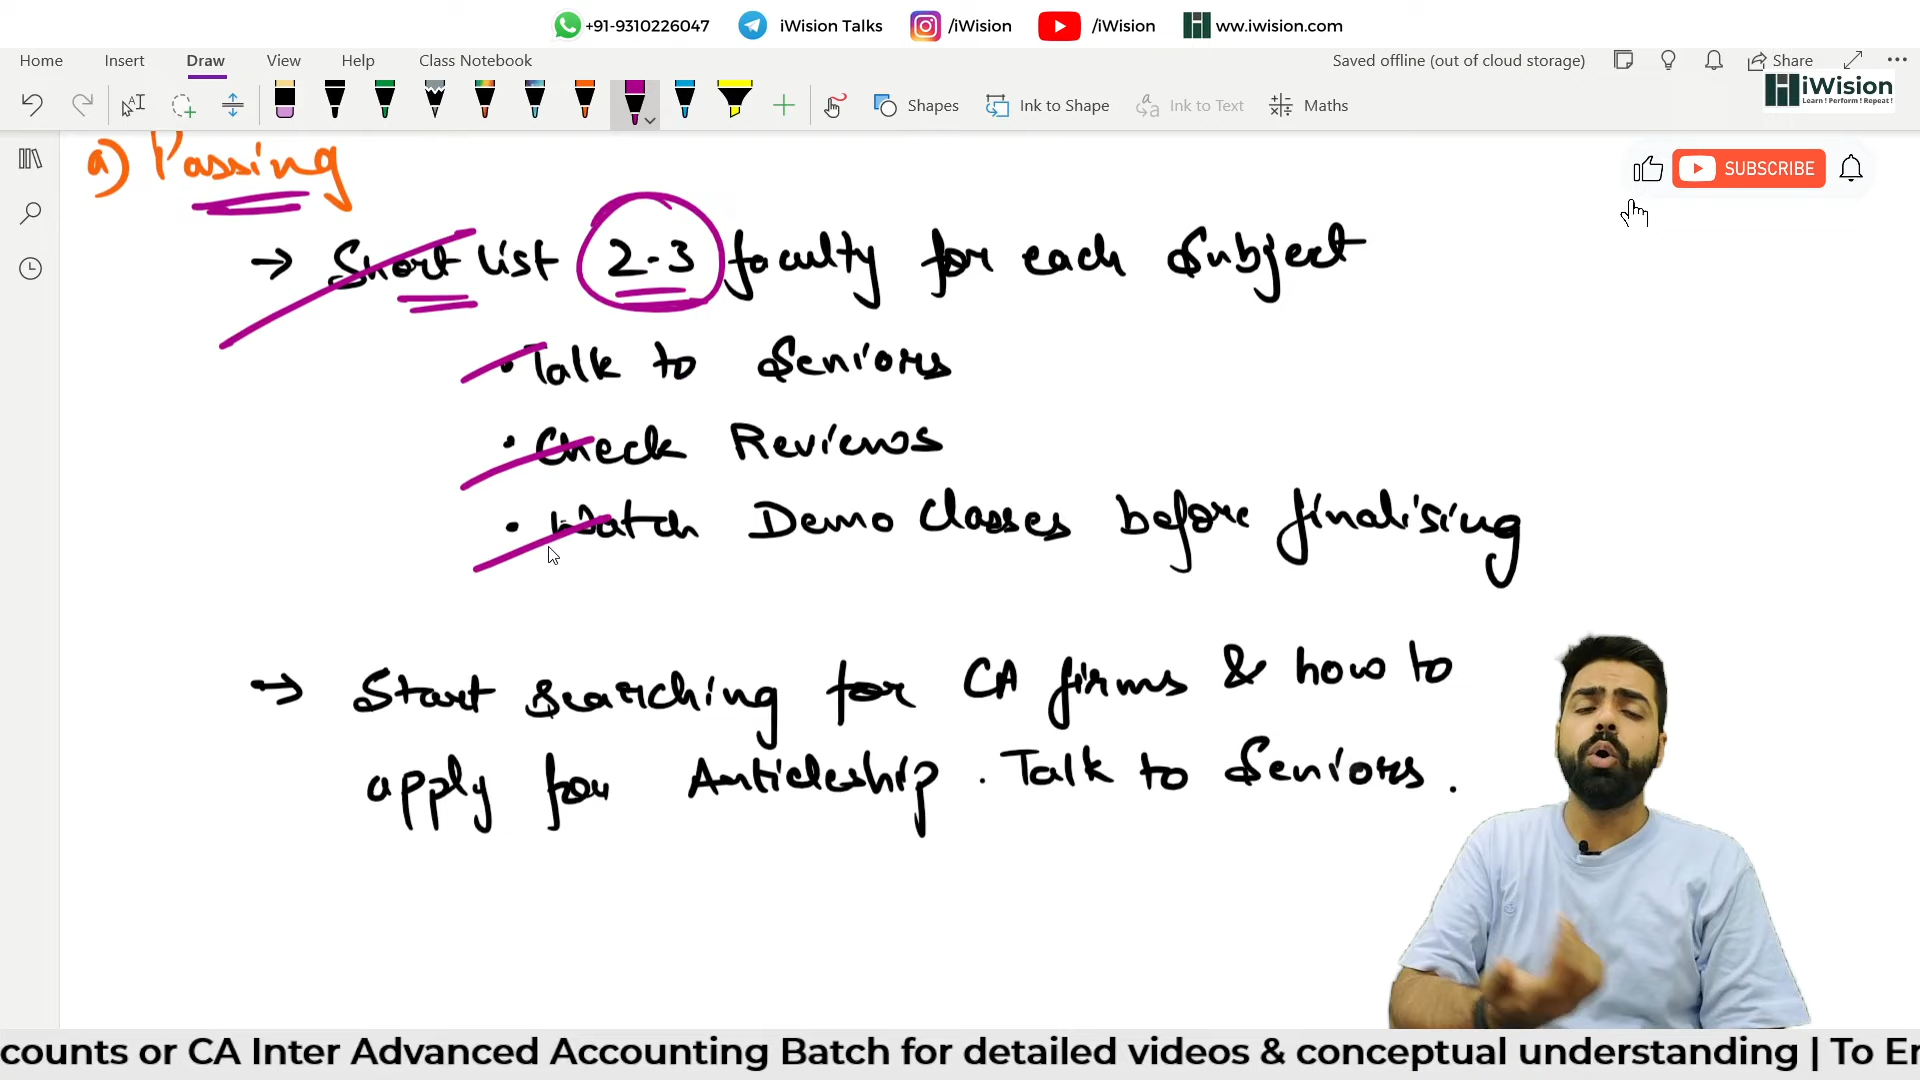 +91-9310226047 iWision Talks /iWision /iWision ww.iwision.com
Home Insert Draw View Help Class Notebook Saved offline (out of cloud storage) Share
Shapes Ink to Shape Ink to Text Maths
iWision
Learn ! Perform ! Repeat !
SUBSCRIBE
a) Passing
→ Short list 2-3 faculty for each Subject
• Talk to Seniors
• Check Reviews
• Watch Demo Classes before finalising
→ Start searching for CA firms & how to
apply for Articleship . Talk to Seniors .
counts or CA Inter Advanced Accounting Batch for detailed videos & conceptual understanding | To Er